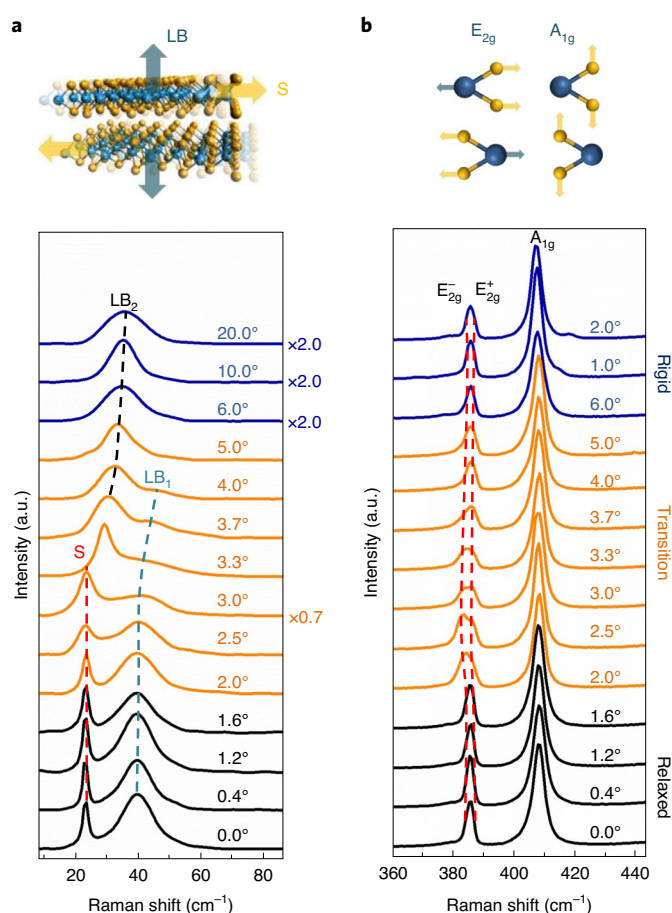 a
LB
S
LB2
20.0°
×2.0
10.0°
×2.0
6.0°
×2.0
5.0°
LB1
4.0°
3.7°
S
3.3°
3.0°
×0.7
2.5°
2.0°
1.6°
1.2°
0.4°
0.0°
Intensity (a.u.)
20 40 60 80
Raman shift (cm−1)
b
E2g A1g
A1g
E2g− E2g+
2.0°
1.0°
6.0°
5.0°
4.0°
3.7°
3.3°
3.0°
2.5°
2.0°
1.6°
1.2°
0.4°
0.0°
Rigid
Transition
Relaxed
Intensity (a.u.)
360 400 440
Raman shift (cm−1)